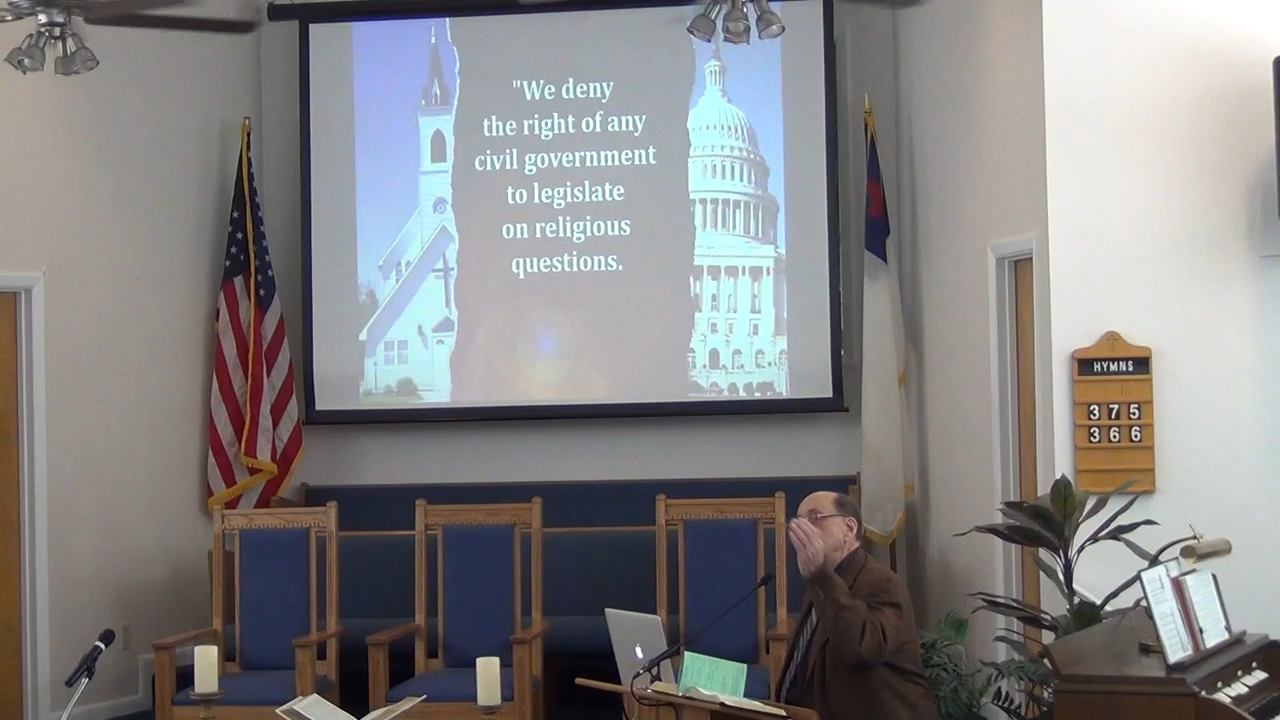 "We deny
the right of any
civil government
to legislate
on religious
questions.
HYMNS
375
366